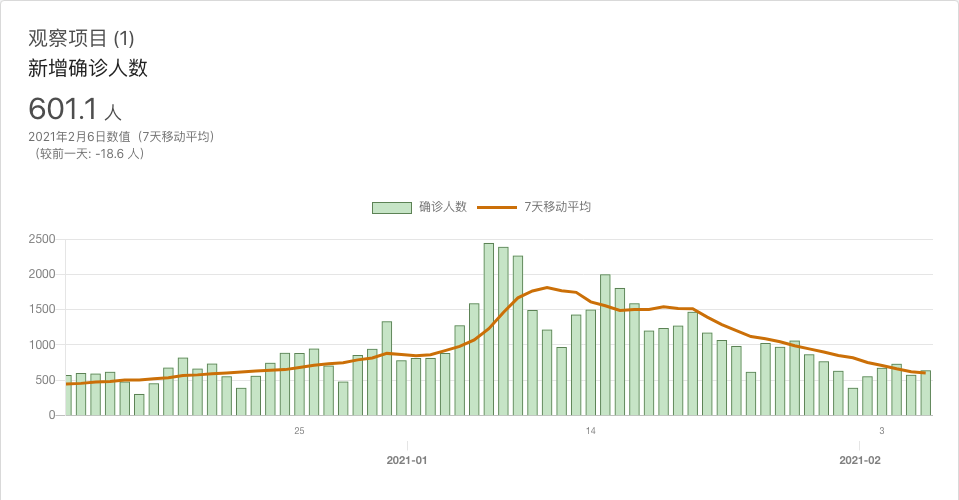 观察项目 (1)
新增确诊人数
601.1 人
2021年2月6日数值（7天移动平均）
（较前一天: -18.6 人）
确诊人数 7天移动平均
2500
2000
1500
1000
500
0
25 14 3
2021-01 2021-02